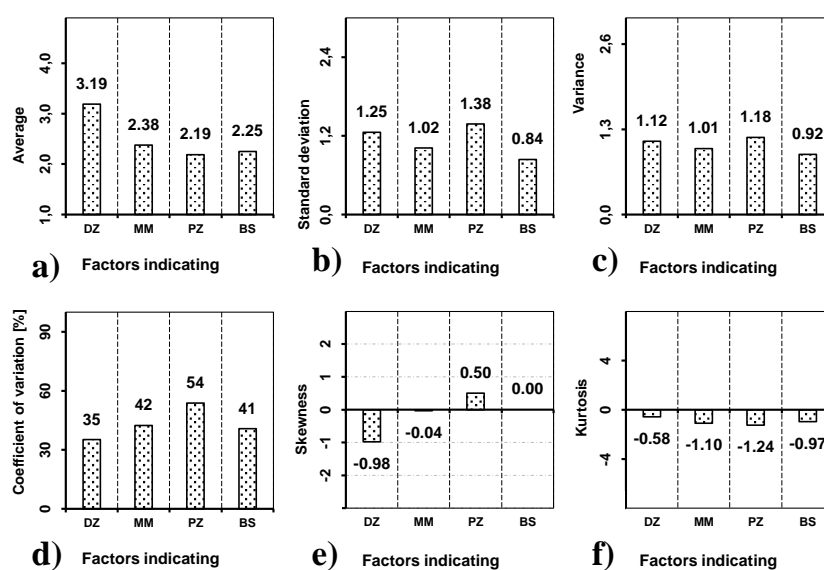 Average
4,0
3,0
2,0
1,0
3.19
2.38
2.19
2.25
DZ MM PZ BS
a) Factors indicating
Standard deviation
2,4
1,2
0,0
1.25
1.02
1.38
0.84
DZ MM PZ BS
b) Factors indicating
Variance
2,6
1,3
0,0
1.12
1.01
1.18
0.92
DZ MM PZ BS
c) Factors indicating
Coefficient of variation [%]
90
60
30
0
35
42
54
41
DZ MM PZ BS
d) Factors indicating
Skewness
2
1
0
-1
-2
-0.98
-0.04
0.50
0.00
DZ MM PZ BS
e) Factors indicating
Kurtosis
4
0
-4
-0.58
-1.10
-1.24
-0.97
DZ MM PZ BS
f) Factors indicating